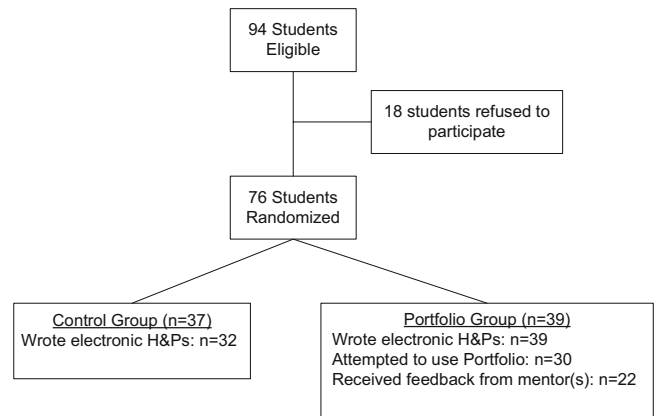 94 Students
Eligible
18 students refused to
participate
76 Students
Randomized
Control Group (n=37)
Wrote electronic H&Ps: n=32
Portfolio Group (n=39)
Wrote electronic H&Ps: n=39
Attempted to use Portfolio: n=30
Received feedback from mentor(s): n=22